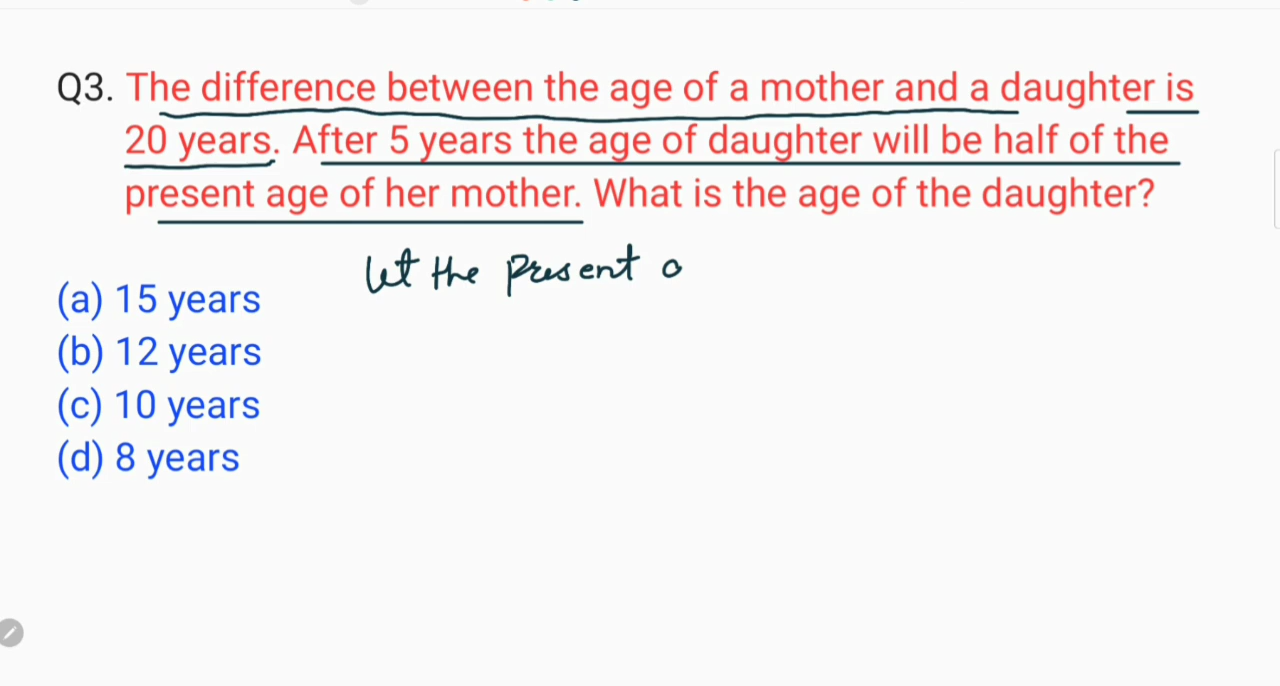 Q3. The difference between the age of a mother and a daughter is
20 years. After 5 years the age of daughter will be half of the
present age of her mother. What is the age of the daughter?
let the present o
(a) 15 years
(b) 12 years
(c) 10 years
(d) 8 years